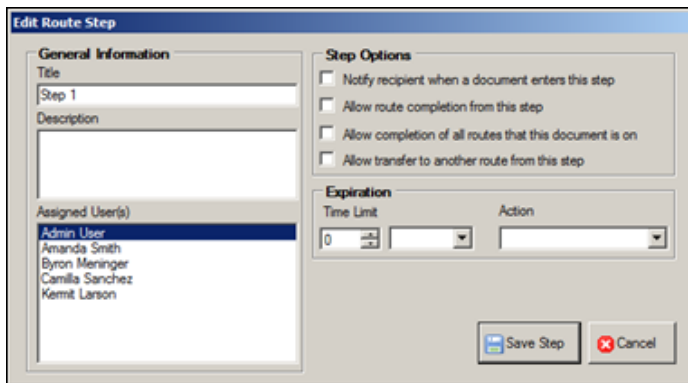 Edit Route Step
General Information
Title
Step 1
Description
Assigned User(s)
Admin User
Amanda Smith
Byron Meninger
Camilla Sanchez
Kermit Larson
Step Options
Notify recipient when a document enters this step
Allow route completion from this step
Allow completion of all routes that this document is on
Allow transfer to another route from this step
Expiration
Time Limit
Action
0
Save Step
Cancel